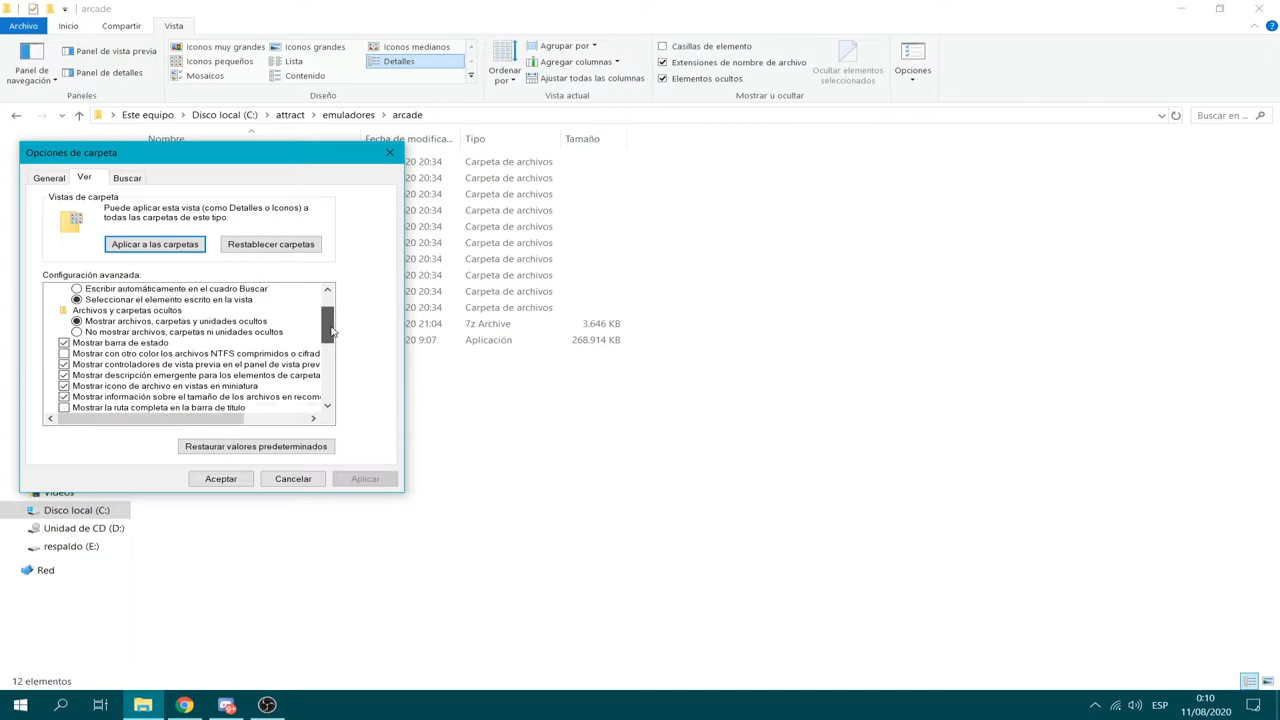 arcade
Archivo Inicio Compartir Vista
Panel de navegación
Panel de vista previa
Panel de detalles
Paneles
Iconos muy grandes Iconos grandes Iconos medianos
Iconos pequeños Lista Detalles
Mosaicos Contenido
Diseño
Ordenar por
Agrupar por
Agregar columnas
Ajustar todas las columnas
Vista actual
Casillas de elemento
Extensiones de nombre de archivo
Elementos ocultos
Ocultar elementos seleccionados
Mostrar u ocultar
Opciones
Este equipo > Disco local (C:) > attract > emuladores > arcade
Buscar en ...
Nombre Fecha de modifica... Tipo Tamaño
20 20:34 Carpeta de archivos
20 20:34 Carpeta de archivos
20 20:34 Carpeta de archivos
20 20:34 Carpeta de archivos
20 20:34 Carpeta de archivos
20 20:34 Carpeta de archivos
20 20:34 Carpeta de archivos
20 20:34 Carpeta de archivos
20 20:34 Carpeta de archivos
20 20:34 Carpeta de archivos
20 21:04 7z Archive 3.646 KB
20 9:07 Aplicación 268.914 KB
Opciones de carpeta
General Ver Buscar
Vistas de carpeta
Puede aplicar esta vista (como Detalles o Iconos) a
todas las carpetas de este tipo.
Aplicar a las carpetas Restablecer carpetas
Configuración avanzada:
Escribir automáticamente en el cuadro Buscar
Seleccionar el elemento escrito en la vista
Archivos y carpetas ocultos
Mostrar archivos, carpetas y unidades ocultos
No mostrar archivos, carpetas ni unidades ocultos
Mostrar barra de estado
Mostrar con otro color los archivos NTFS comprimidos o cifrad
Mostrar controladores de vista previa en el panel de vista prev
Mostrar descripción emergente para los elementos de carpeta
Mostrar icono de archivo en vistas en miniatura
Mostrar información sobre el tamaño de los archivos en recom
Mostrar la ruta completa en la barra de título
Restaurar valores predeterminados
Aceptar Cancelar Aplicar
Videos
Disco local (C:)
Unidad de CD (D:)
respaldo (E:)
Red
12 elementos
ESP
0:10
11/08/2020